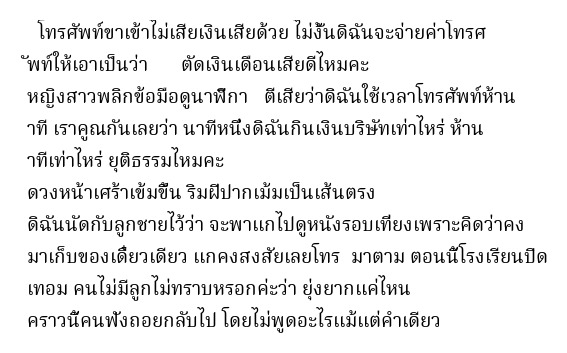 โทรศัพท์ขาเข้าไม่เสียเงินเสียด้วย ไม่งั้นดิฉันจะจ่ายค่าโทรศ
ัพท์ให้เอาเป็นว่า ตัดเงินเดือนเสียดีไหมคะ
หญิงสาวพลิกข้อมือดูนาฬิกา ตีเสียว่าดิฉันใช้เวลาโทรศัพท์ห้าน
าที เราคูณกันเลยว่า นาทีหนึ่งดิฉันกินเงินบริษัทเท่าไหร่ ห้าน
าทีเท่าไหร่ ยุติธรรมไหมคะ
ดวงหน้าเศร้าเข้มขึ้น ริมฝีปากเม้มเป็นเส้นตรง
ดิฉันนัดกับลูกชายไว้ว่า จะพาแกไปดูหนังรอบเที่ยงเพราะคิดว่าคง
มาเก็บของเดี๋ยวเดียว แกคงสงสัยเลยโทร มาตาม ตอนนี้โรงเรียนปิด
เทอม คนไม่มีลูกไม่ทราบหรอกค่ะว่า ยุ่งยากแค่ไหน
คราวนี้คนฟังถอยกลับไป โดยไม่พูดอะไรแม้แต่คำเดียว